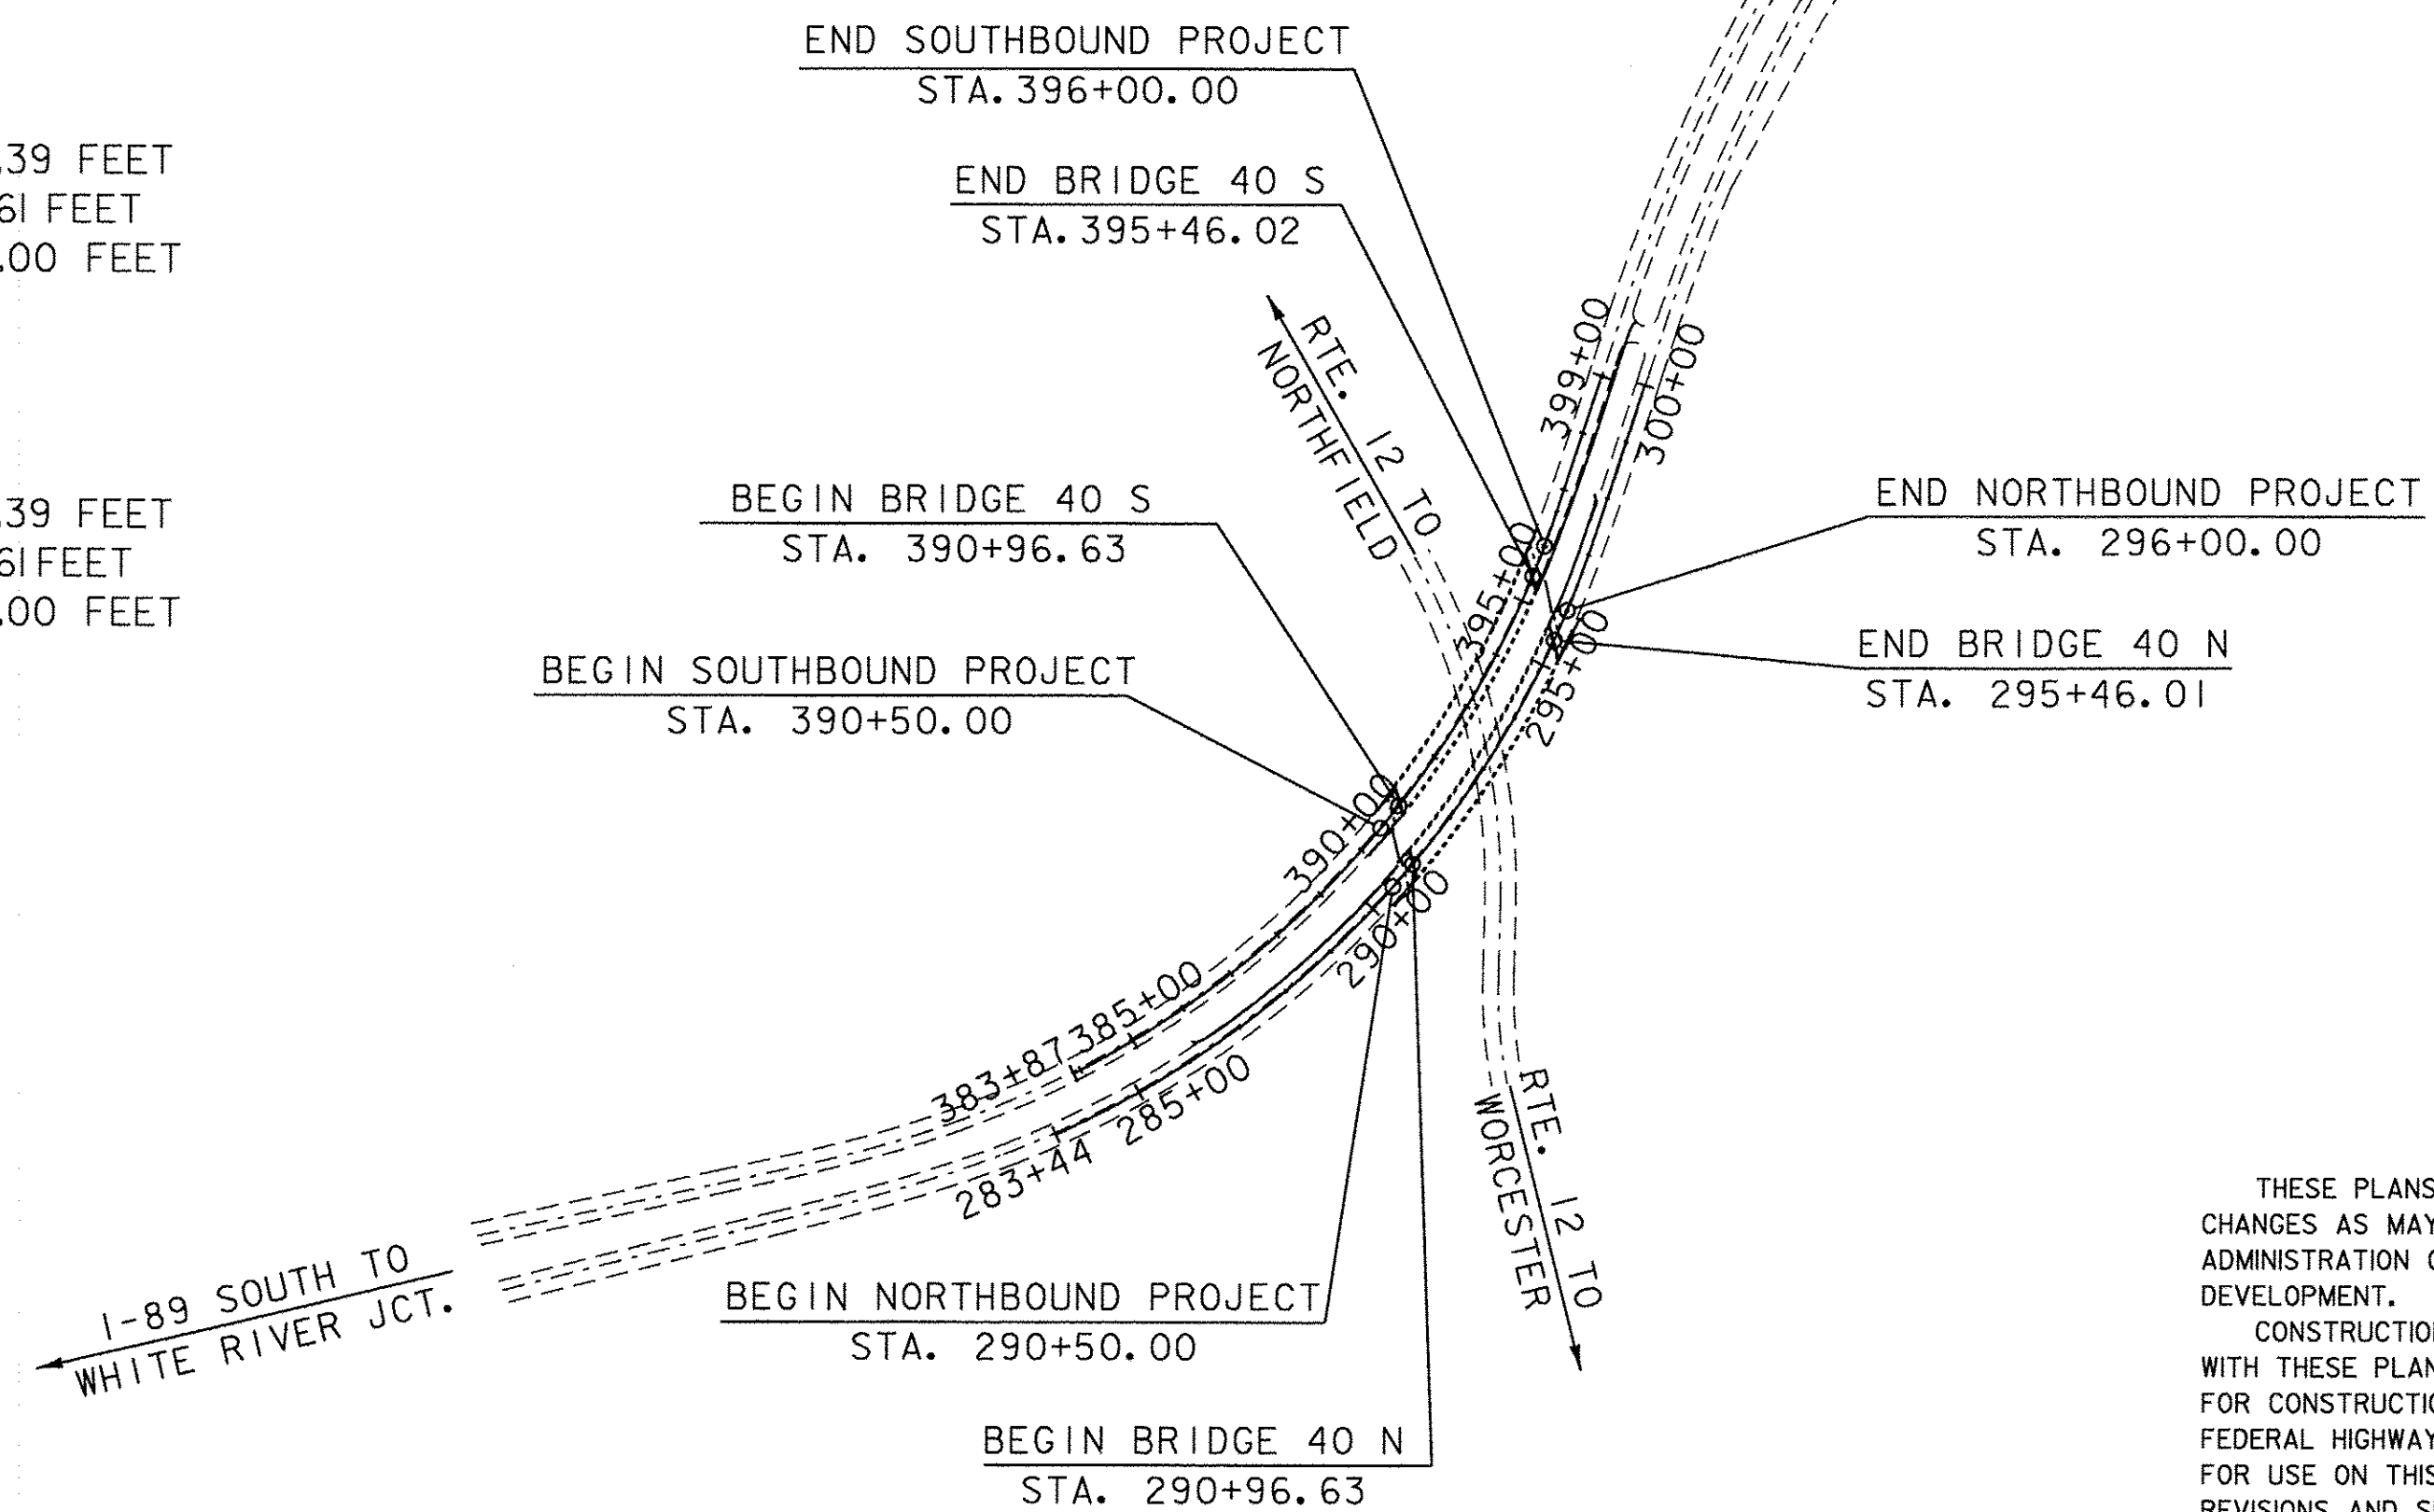 END SOUTHBOUND PROJECT
STA. 396+00.00
.39 FEET
61 FEET
.00 FEET
END BRIDGE 40 S
STA. 395+46.02
RTE. 12 TO
NORTHFIELD
399+00
300+00
.39 FEET
61 FEET
.00 FEET
BEGIN BRIDGE 40 S
STA. 390+96.63
END NORTHBOUND PROJECT
STA. 296+00.00
395+00
295+00
END BRIDGE 40 N
STA. 295+46.01
BEGIN SOUTHBOUND PROJECT
STA. 390+50.00
390+00
290+00
385+00
383+87
285+00
283+44
RTE. 12 TO
WORCESTER
I-89 SOUTH TO
WHITE RIVER JCT.
BEGIN NORTHBOUND PROJECT
STA. 290+50.00
BEGIN BRIDGE 40 N
STA. 290+96.63
THESE PLANS
CHANGES AS MAY
ADMINISTRATION
DEVELOPMENT.
CONSTRUCTION
WITH THESE PLAN
FOR CONSTRUCTIO
FEDERAL HIGHWAY
FOR USE ON THIS
REVISIONS AND